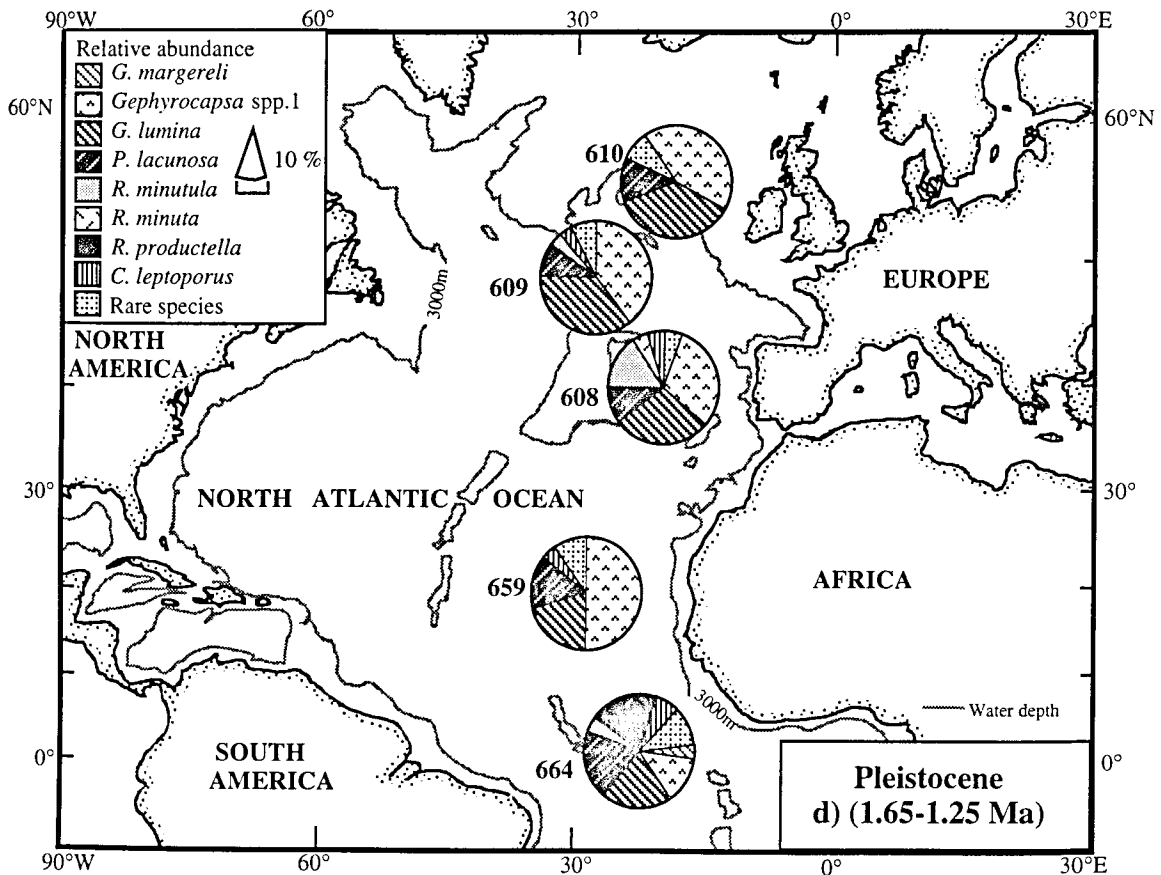 90°W 60° 30° 0° 30°E
Relative abundance
G. margereli
Gephyrocapsa spp.1
G. lumina
P. lacunosa
10 %
R. minutula
R. minuta
R. productella
C. leptoporus
Rare species
60°N
60°N
610
609
3000m
EUROPE
NORTH
AMERICA
608
30°
NORTH ATLANTIC OCEAN
30°
659
AFRICA
3000m
Water depth
SOUTH
AMERICA
0°
664
0°
Pleistocene
d) (1.65-1.25 Ma)
90°W 60° 30° 0° 30°E